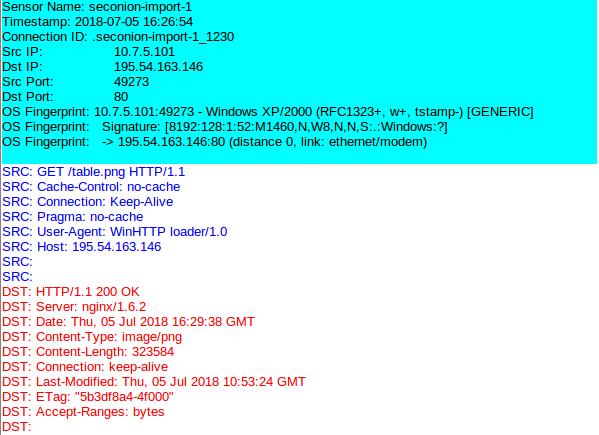 Sensor Name: seconion-import-1
Timestamp: 2018-07-05 16:26:54
Connection ID: .seconion-import-1_1230
Src IP: 10.7.5.101
Dst IP: 195.54.163.146
Src Port: 49273
Dst Port: 80
OS Fingerprint: 10.7.5.101:49273 - Windows XP/2000 (RFC1323+, w+, tstamp-) [GENERIC]
OS Fingerprint: Signature: [8192:128:1:52:M1460,N,W8,N,N,S:.:Windows:?]
OS Fingerprint: -> 195.54.163.146:80 (distance 0, link: ethernet/modem)
SRC: GET /table.png HTTP/1.1
SRC: Cache-Control: no-cache
SRC: Connection: Keep-Alive
SRC: Pragma: no-cache
SRC: User-Agent: WinHTTP loader/1.0
SRC: Host: 195.54.163.146
SRC:
SRC:
DST: HTTP/1.1 200 OK
DST: Server: nginx/1.6.2
DST: Date: Thu, 05 Jul 2018 16:29:38 GMT
DST: Content-Type: image/png
DST: Content-Length: 323584
DST: Connection: keep-alive
DST: Last-Modified: Thu, 05 Jul 2018 10:53:24 GMT
DST: ETag: "5b3df8a4-4f000"
DST: Accept-Ranges: bytes
DST: